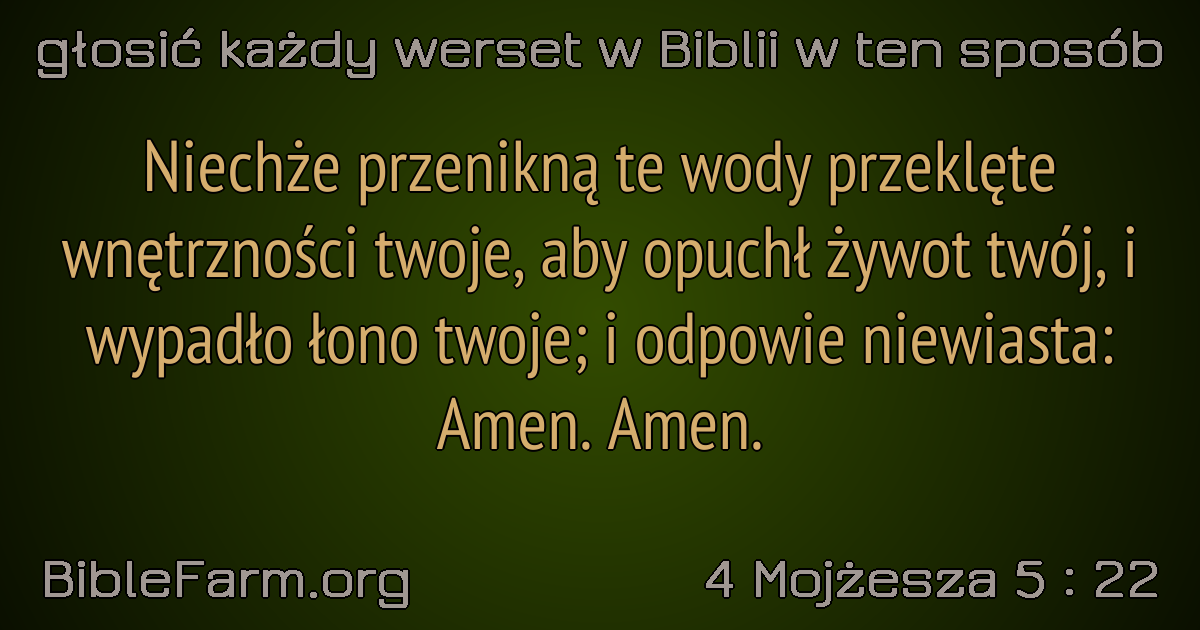 głosić każdy werset w Biblii w ten sposób
Niechże przenikną te wody przeklęte
wnętrzności twoje, aby opuchł żywot twój, i
wypadło łono twoje; i odpowie niewiasta:
Amen. Amen.
BibleFarm.org
4 Mojżesza 5 : 22